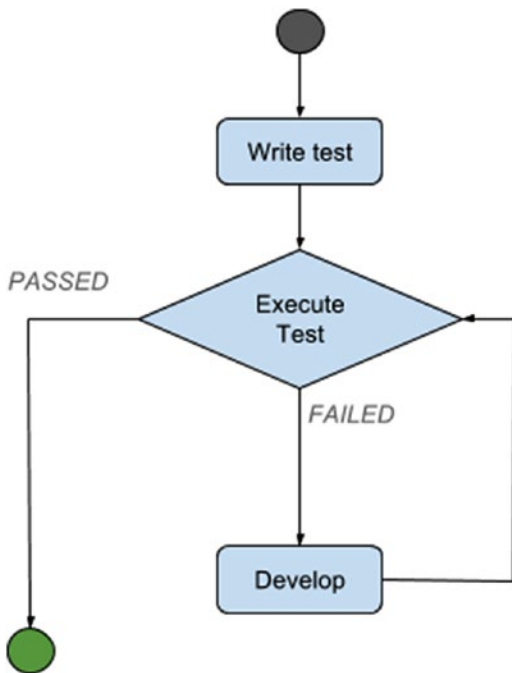 Write test
PASSED
Execute
Test
FAILED
Develop